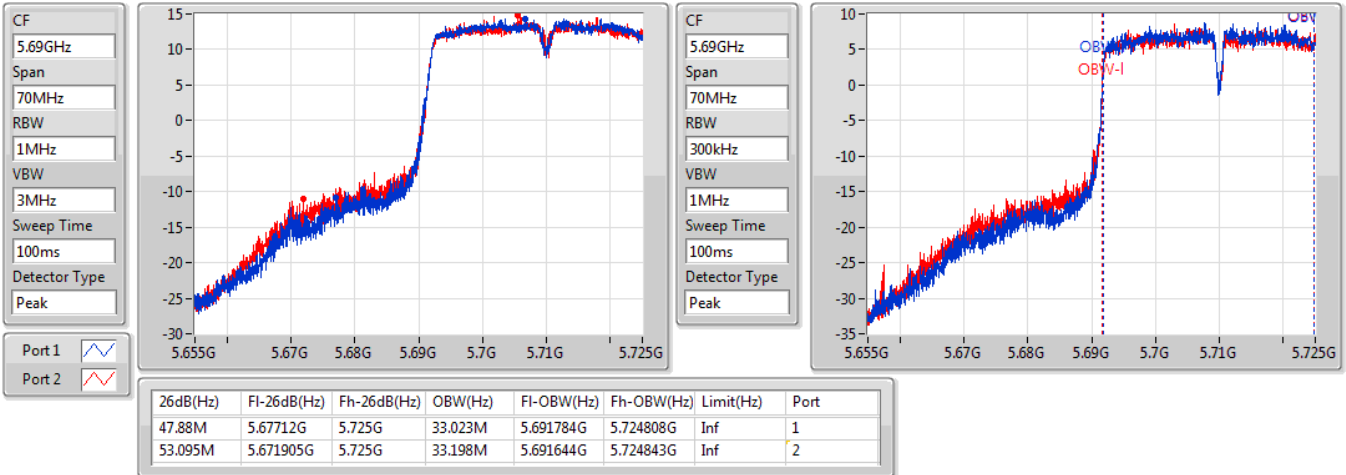 CF
5.69GHz
Span
70MHz
RBW
1MHz
VBW
3MHz
Sweep Time
100ms
Detector Type
Peak
Port 1
Port 2
15
10
5
0
-5
-10
-15
-20
-25
-30
5.655G 5.67G 5.68G 5.69G 5.7G 5.71G 5.725G
CF
5.69GHz
Span
70MHz
RBW
300kHz
VBW
1MHz
Sweep Time
100ms
Detector Type
Peak
10
5
0
-5
-10
-15
-20
-25
-30
-35
OBW-l
5.655G 5.67G 5.68G 5.69G 5.7G 5.71G 5.725G
26dB(Hz) Fl-26dB(Hz) Fh-26dB(Hz) OBW(Hz) Fl-OBW(Hz) Fh-OBW(Hz) Limit(Hz) Port
47.88M 5.67712G 5.725G 33.023M 5.691784G 5.724808G Inf 1
53.095M 5.671905G 5.725G 33.198M 5.691644G 5.724843G Inf 2